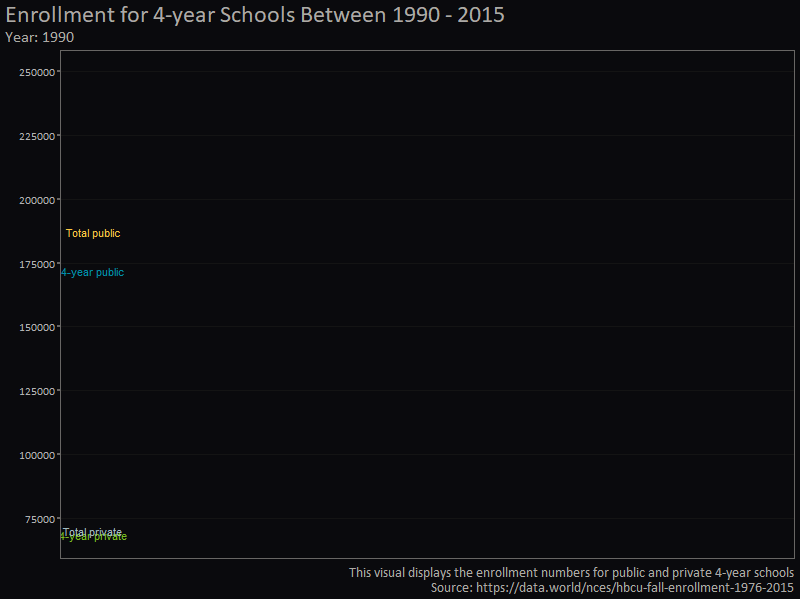 Enrollment for 4-year Schools Between 1990 - 2015
Year: 1990
250000
225000
200000
Total public
175000
4-year public
150000
125000
100000
75000
Total private
4-year private
This visual displays the enrollment numbers for public and private 4-year schools
Source: https://data.world/nces/hbcu-fall-enrollment-1976-2015